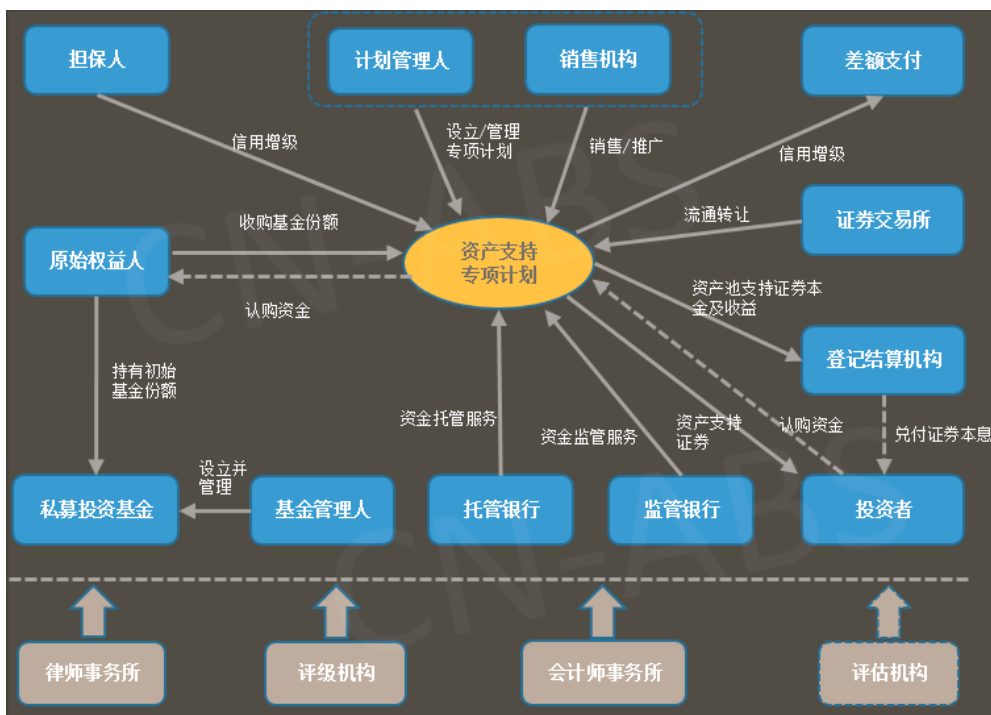 担保人
计划管理人
销售机构
差额支付
信用增级
设立/管理
专项计划
销售/推广
信用增级
收购基金份额
流通转让
证券交易所
原始权益人
资产支持
专项计划
认购资金
资产池支持证券本
金及收益
登记结算机构
持有初始
基金份额
资金托管服务
资金监管服务
资产支持
证券
认购资金
兑付证券本息
设立并
管理
私募投资基金
基金管理人
托管银行
监管银行
投资者
律师事务所
评级机构
会计师事务所
评估机构
CN-ABS
CN-ABS